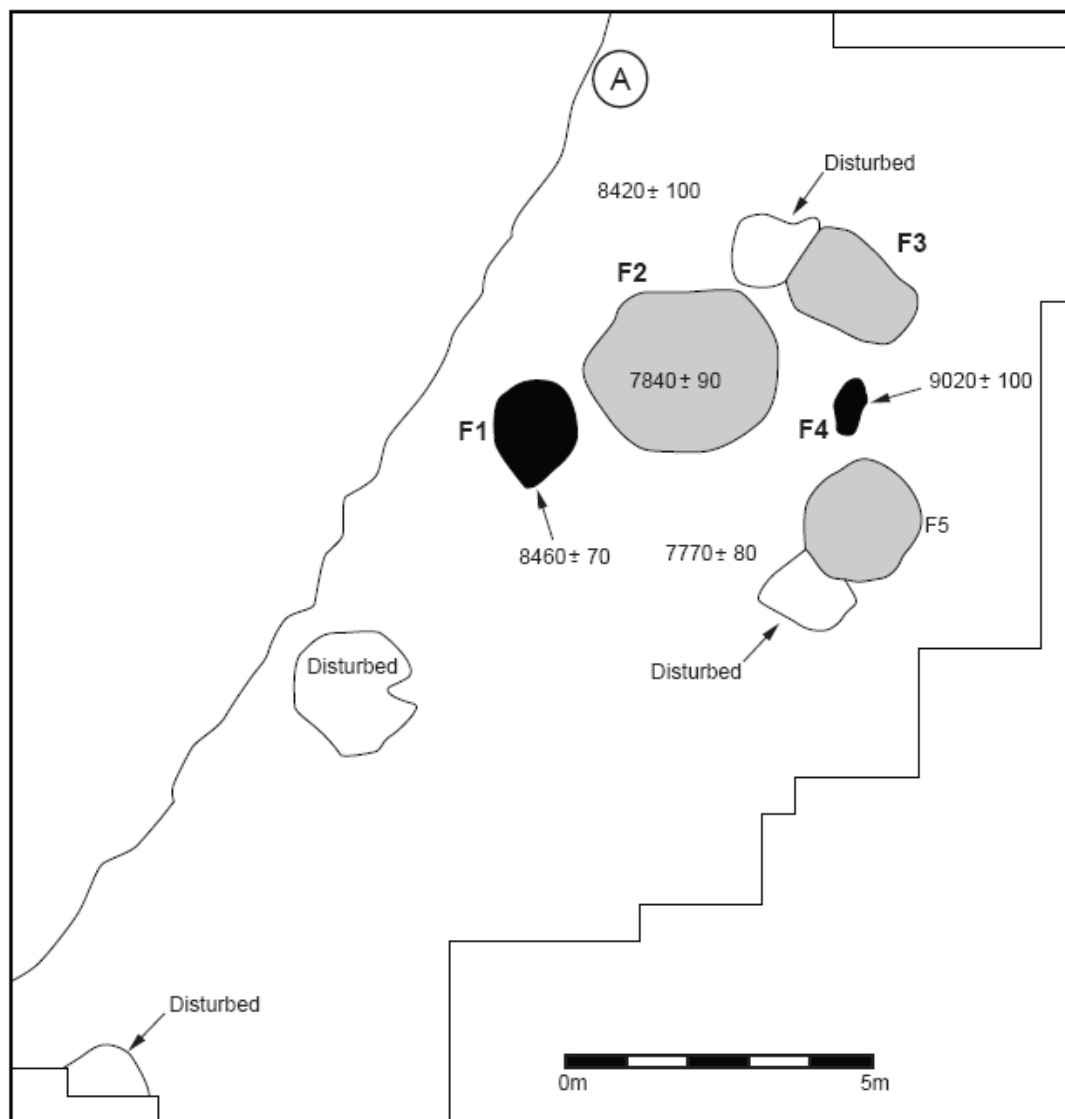 A
Disturbed
8420 ± 100
F3
F2
7840 ± 90
9020 ± 100
F1
F4
F5
8460 ± 70
7770 ± 80
Disturbed
Disturbed
Disturbed
0m
5m